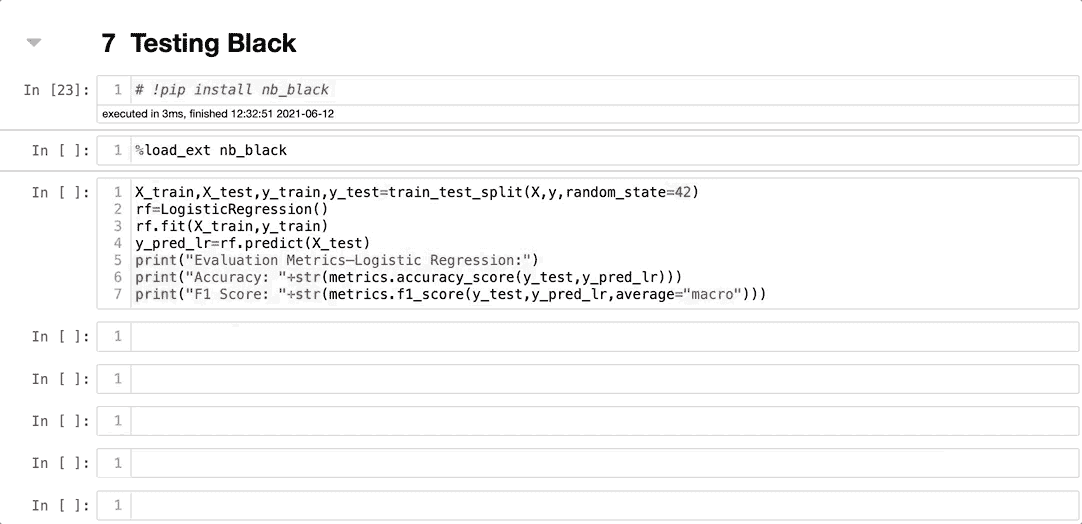 7 Testing Black
In [23]: 1 # !pip install nb_black
executed in 3ms, finished 12:32:51 2021-06-12
In [ ]: 1 %load_ext nb_black
In [ ]: 1 X_train,X_test,y_train,y_test=train_test_split(X,y,random_state=42)
2 rf=LogisticRegression()
3 rf.fit(X_train,y_train)
4 y_pred_lr=rf.predict(X_test)
5 print("Evaluation Metrics–Logistic Regression:")
6 print("Accuracy: "+str(metrics.accuracy_score(y_test,y_pred_lr)))
7 print("F1 Score: "+str(metrics.f1_score(y_test,y_pred_lr,average="macro")))
In [ ]: 1
In [ ]: 1
In [ ]: 1
In [ ]: 1
In [ ]: 1